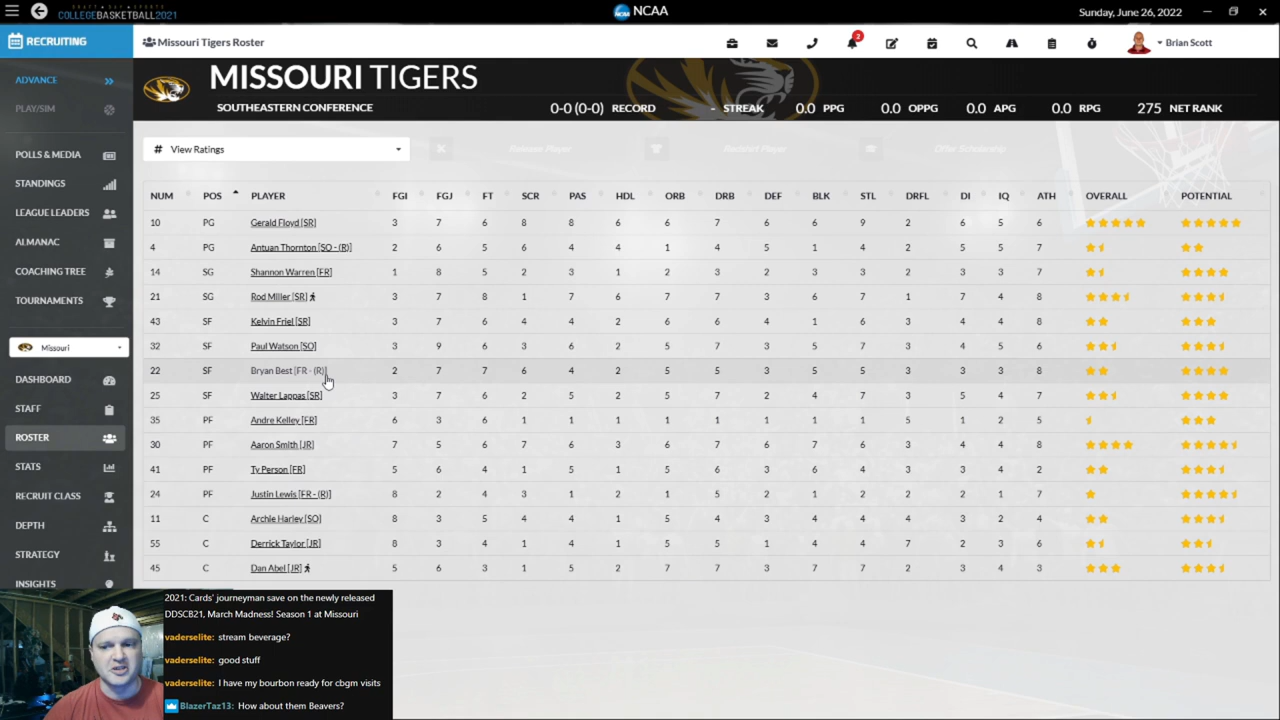 DRAFT DAY SPORTS
COLLEGEBASKETBALL2021
NCAA
Sunday, June 26, 2022
RECRUITING
Missouri Tigers Roster
2
Brian Scott
ADVANCE
PLAY/SIM
POLLS & MEDIA
STANDINGS
LEAGUE LEADERS
ALMANAC
COACHING TREE
TOURNAMENTS
Missouri
DASHBOARD
STAFF
ROSTER
STATS
RECRUIT CLASS
DEPTH
STRATEGY
INSIGHTS
MISSOURI TIGERS
SOUTHEASTERN CONFERENCE
0-0 (0-0) RECORD - STREAK 0.0 PPG 0.0 OPPG 0.0 APG 0.0 RPG 275 NET RANK
# View Ratings
Release Player Redshirt Player Offer Scholarship
NUM POS PLAYER FGI FGJ FT SCR PAS HDL ORB DRB DEF BLK STL DRFL DI IQ ATH OVERALL POTENTIAL
10 PG Gerald Floyd [SR] 3 7 6 8 8 6 6 7 6 6 9 2 6 5 6
4 PG Antuan Thornton [SO - (R)] 2 6 5 6 4 4 1 4 5 1 4 2 5 5 7
14 SG Shannon Warren [FR] 1 8 5 2 3 1 2 3 2 3 3 2 3 3 7
21 SG Rod Miller [SR] 3 7 8 1 7 6 7 7 3 6 7 1 7 4 8
43 SF Kelvin Friel [SR] 3 7 6 4 4 2 6 6 4 1 6 3 4 4 8
32 SF Paul Watson [SO] 3 9 9 3 6 2 5 7 3 5 7 3 5 3 7
22 SF Bryan Best [FR - (R)] 2 7 7 6 4 2 5 5 3 5 5 3 3 3 8
25 SF Walter Lappas [SR] 3 7 6 2 5 2 5 7 2 4 7 3 5 4 7
35 PF Andre Kelley [FR] 6 3 6 1 1 1 1 1 1 1 1 5 1 2 5
30 PF Aaron Smith [JR] 7 5 6 7 6 3 6 7 6 7 6 3 4 4 8
41 PF Ty Person [FR] 5 6 4 1 5 1 5 6 3 6 4 3 3 4 2
24 PF Justin Lewis [FR - (R)] 8 2 4 3 1 2 1 5 2 1 2 2 2 1 7
11 C Archie Harley [SO] 8 3 5 4 4 1 5 4 3 4 4 4 3 2 4
55 C Derrick Taylor [JR] 8 3 4 1 4 1 5 5 1 4 4 7 2 3 6
45 C Dan Abel [JR] 5 6 3 1 5 2 7 7 3 7 7 2 3 4 3
2021: Cards' journeyman save on the newly released
DDSCB21, March Madness! Season 1 at Missouri
vaderselite: stream beverage?
vaderselite: good stuff
vaderselite: I have my bourbon ready for cbgm visits
BlazerTaz13: How about them Beavers?